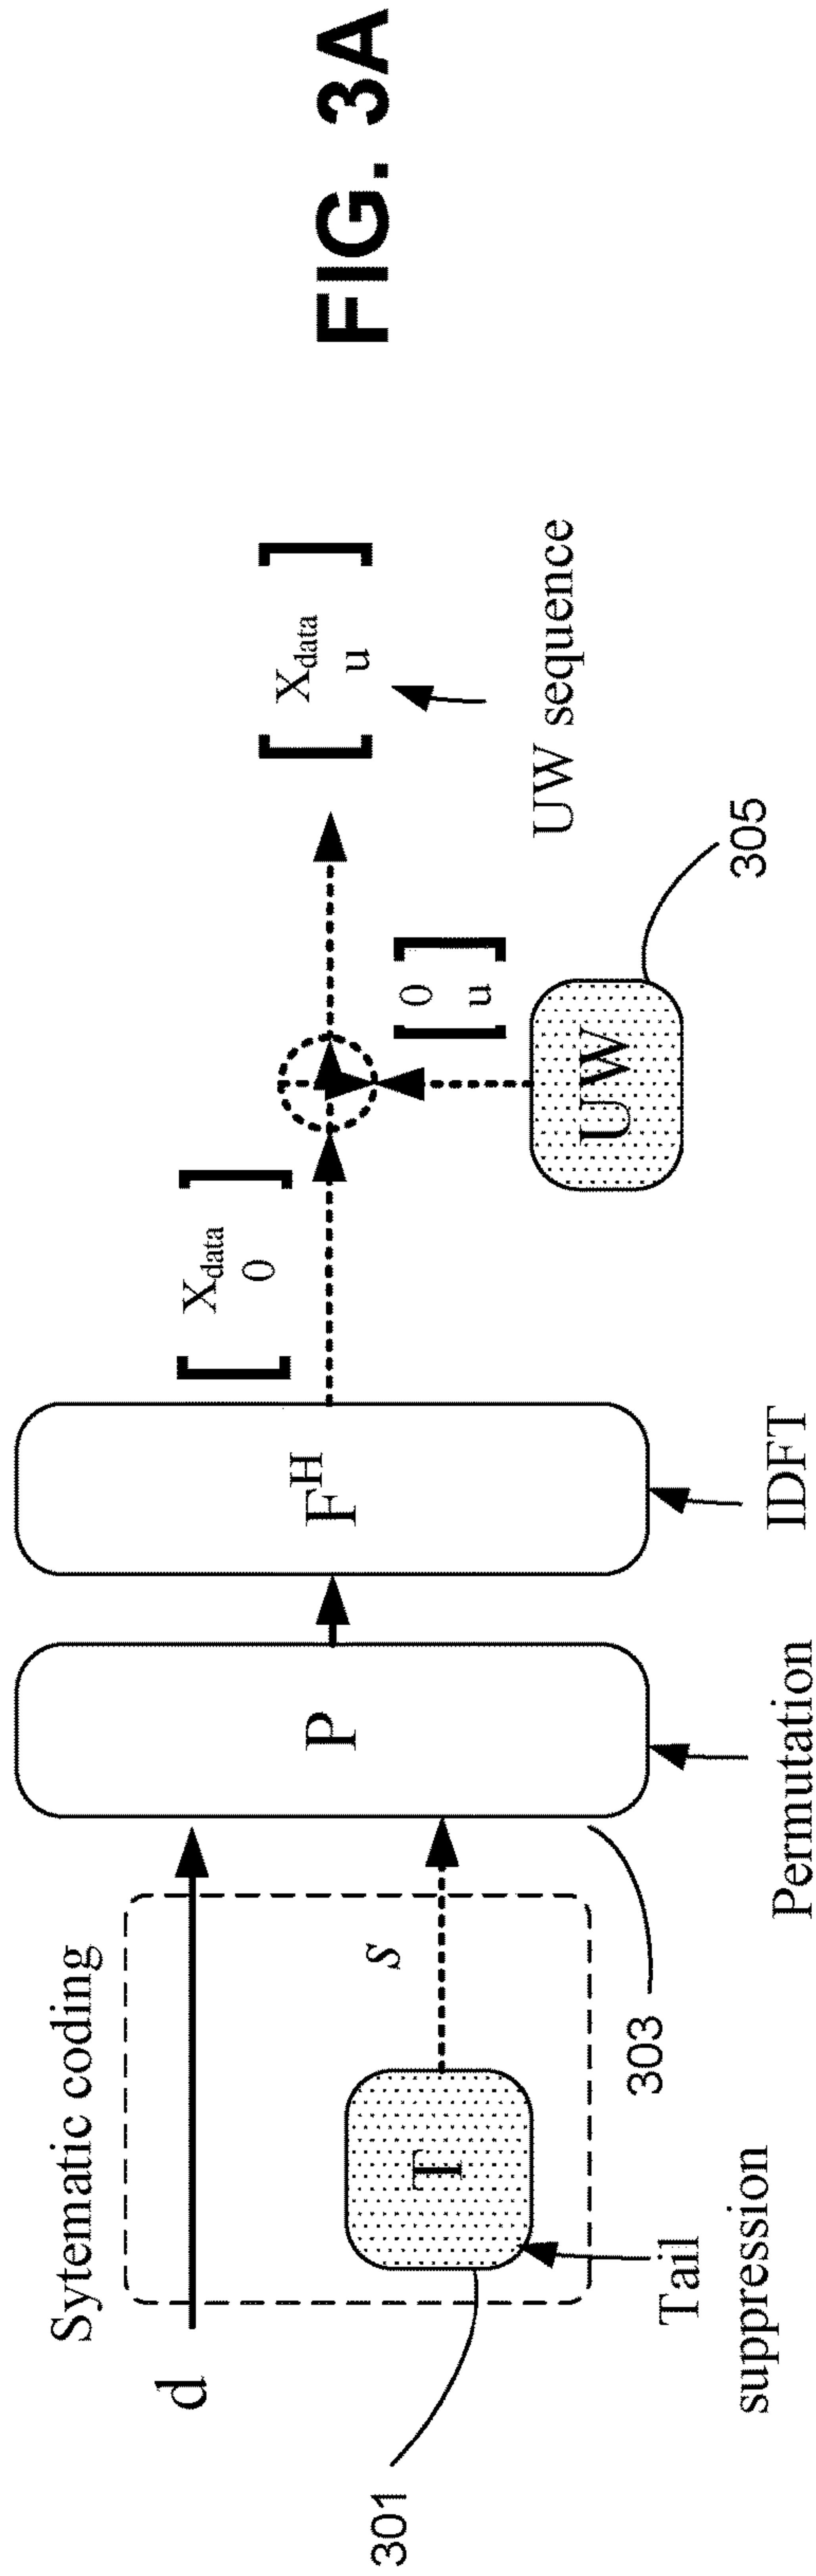 Sytematic coding
d
T
s
301
Tail
suppression
303
P
Permutation
F^H
IDFT
[ X_data
0 ]
[ 0
u ]
UW
305
[ X_data
u ]
UW sequence
FIG. 3A